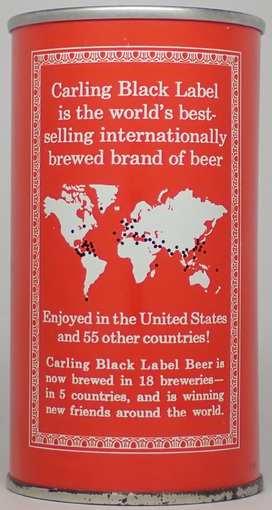 Carling Black Label
is the world's best-
selling internationally
brewed brand of beer
Enjoyed in the United States
and 55 other countries!
Carling Black Label Beer is
now brewed in 18 breweries—
in 5 countries, and is winning
new friends around the world.